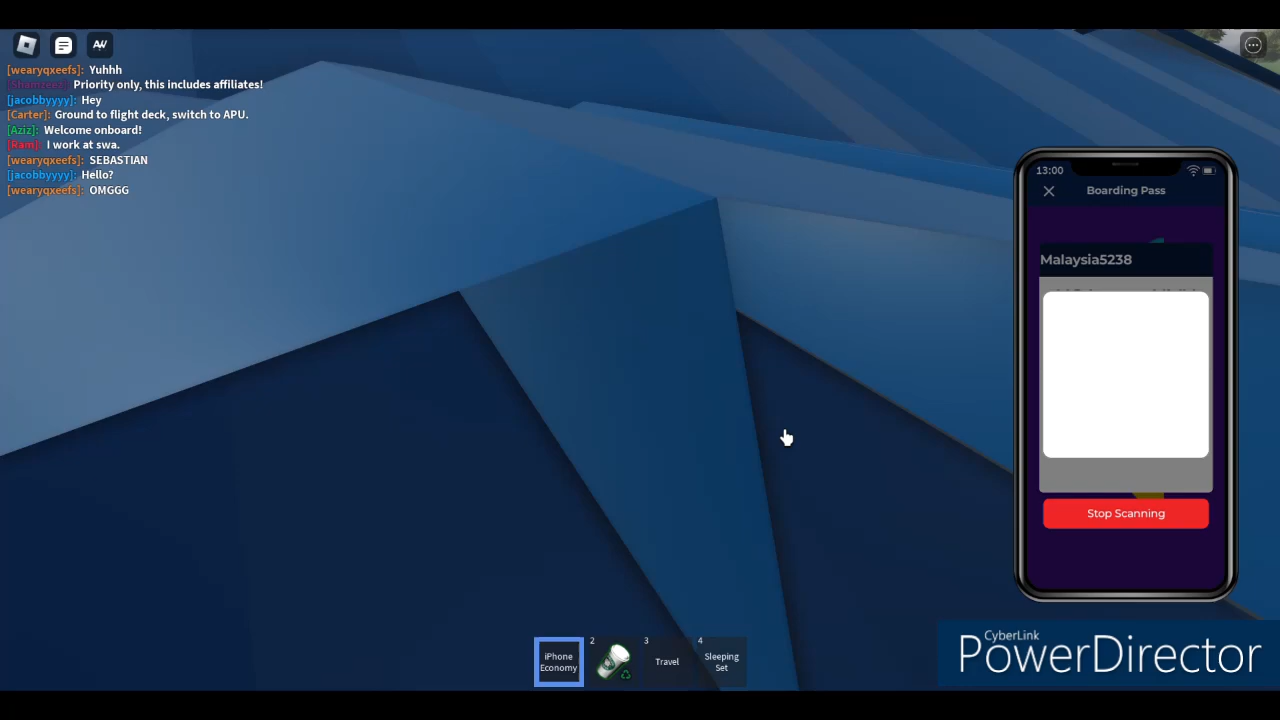 [wearyqxeefs]: Yuhhh
Priority only, this includes affiliates!
[jacobbyyyy]: Hey
[Carter]: Ground to flight deck, switch to APU.
[Aziz]: Welcome onboard!
[Ram]: I work at swa.
[wearyqxeefs]: SEBASTIAN
[jacobbyyyy]: Hello?
[wearyqxeefs]: OMGGG
13:00
Boarding Pass
Malaysia5238
Stop Scanning
iPhone Economy
2
3
Travel
4
Sleeping Set
CyberLink
PowerDirector